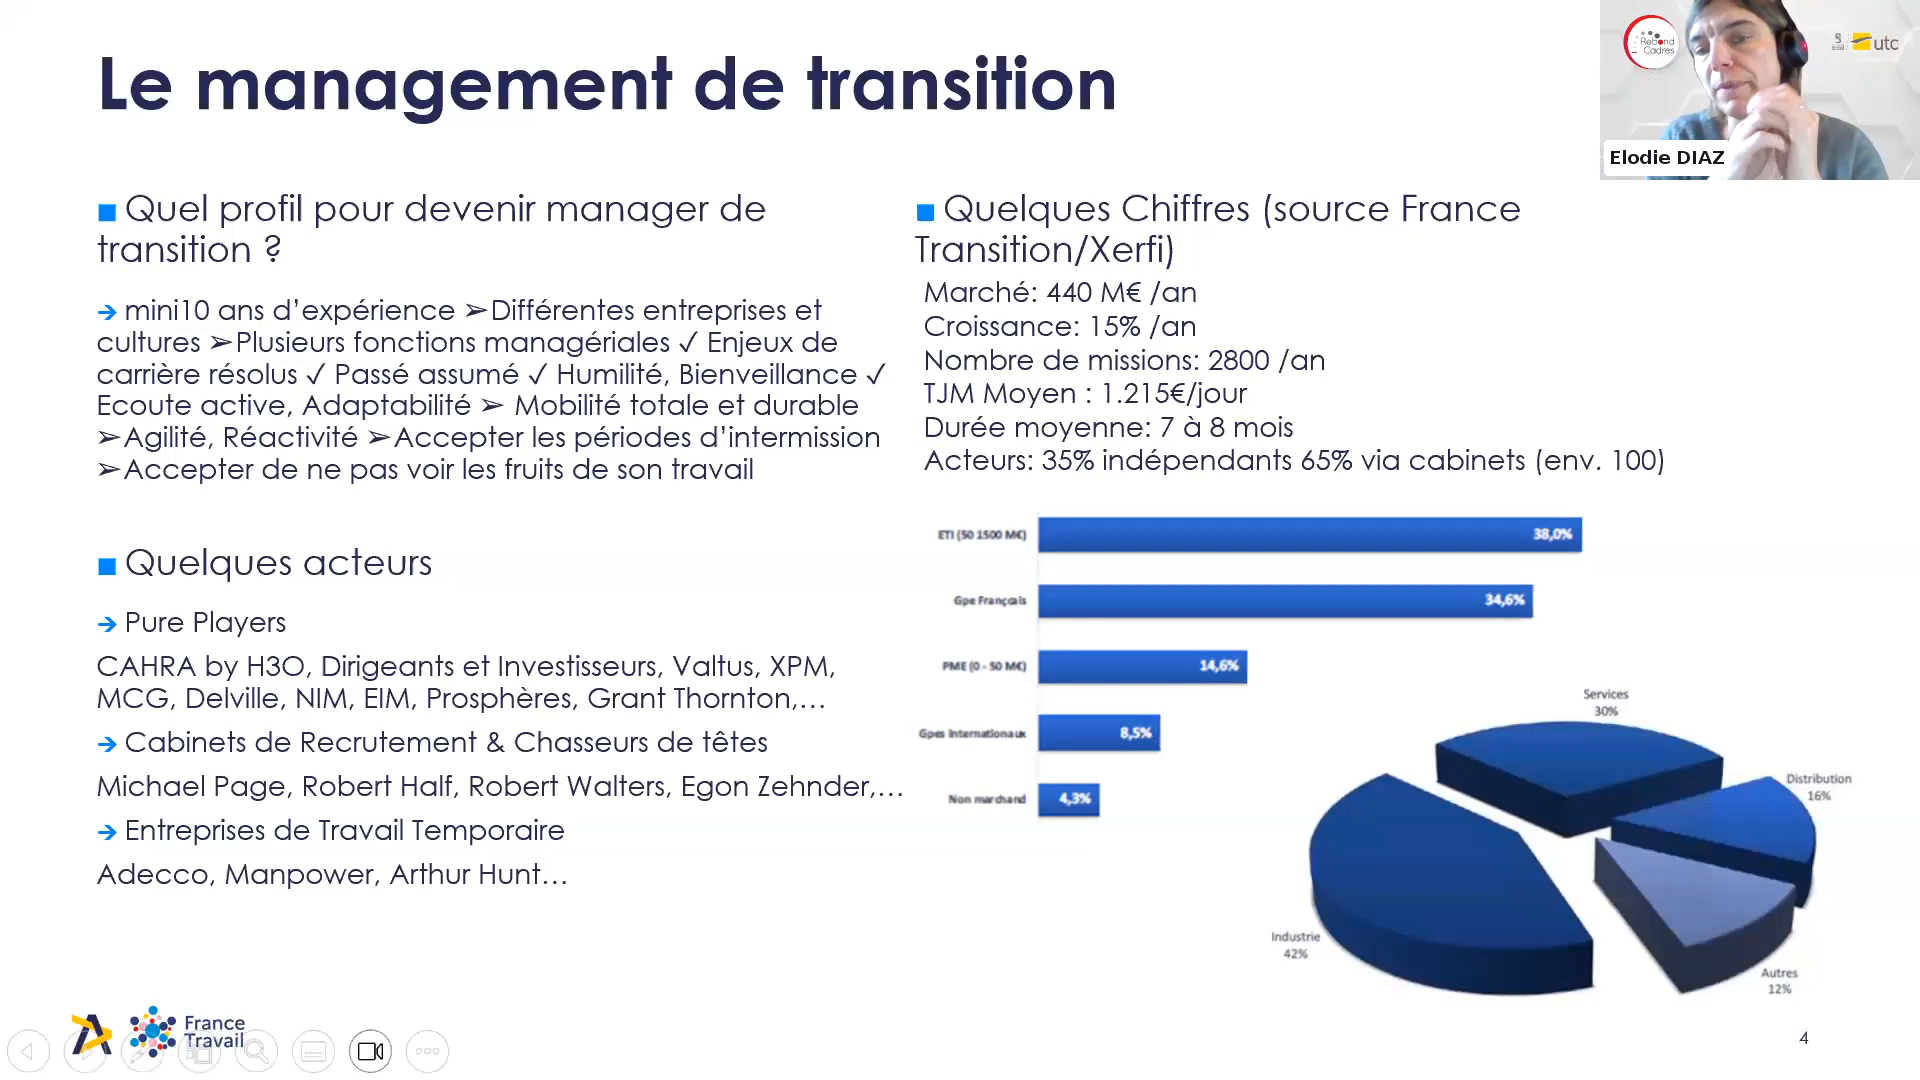 Le management de transition
Rebond
Cadres
utc
Elodie DIAZ
■ Quel profil pour devenir manager de
transition ?
→ mini10 ans d’expérience ➢Différentes entreprises et
cultures ➢Plusieurs fonctions managériales ✓ Enjeux de
carrière résolus ✓ Passé assumé ✓ Humilité, Bienveillance ✓
Ecoute active, Adaptabilité ➢ Mobilité totale et durable
➢Agilité, Réactivité ➢Accepter les périodes d’intermission
➢Accepter de ne pas voir les fruits de son travail
■ Quelques acteurs
→ Pure Players
CAHRA by H3O, Dirigeants et Investisseurs, Valtus, XPM,
MCG, Delville, NIM, EIM, Prosphères, Grant Thornton,…
→ Cabinets de Recrutement & Chasseurs de têtes
Michael Page, Robert Half, Robert Walters, Egon Zehnder,…
→ Entreprises de Travail Temporaire
Adecco, Manpower, Arthur Hunt…
■ Quelques Chiffres (source France
Transition/Xerfi)
Marché: 440 M€ /an
Croissance: 15% /an
Nombre de missions: 2800 /an
TJM Moyen : 1.215€/jour
Durée moyenne: 7 à 8 mois
Acteurs: 35% indépendants 65% via cabinets (env. 100)
ETI (50 1500 M€) 38,0%
Gpe Français 34,6%
PME (0 - 50 M€) 14,6%
Gpes Internationaux 8,5%
Non marchand 4,3%
Services
30%
Distribution
16%
Industrie
42%
Autres
12%
France
Travail
4